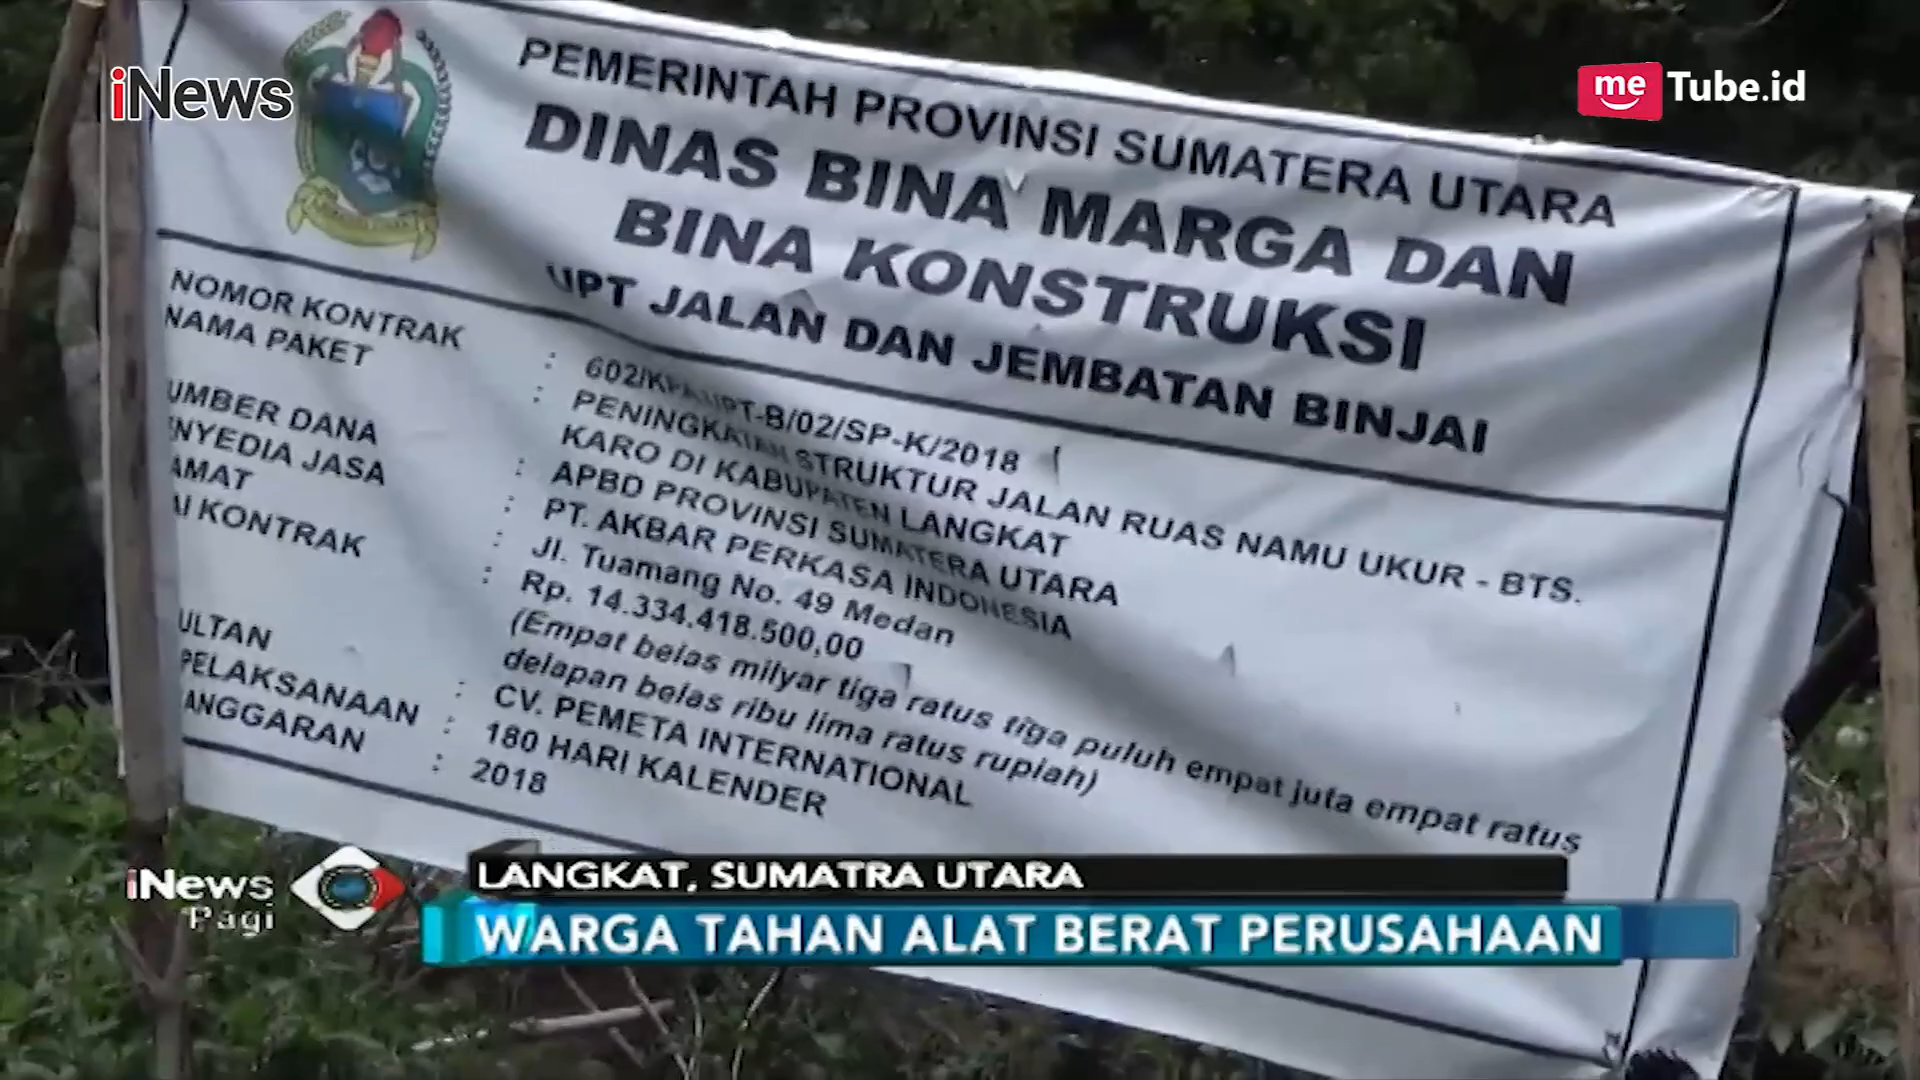 iNews
me Tube.id
PEMERINTAH PROVINSI SUMATERA UTARA
DINAS BINA MARGA DAN
BINA KONSTRUKSI
UPT JALAN DAN JEMBATAN BINJAI
NOMOR KONTRAK : 602/KPA.UPT-B/02/SP-K/2018
NAMA PAKET : PENINGKATAN STRUKTUR JALAN RUAS NAMU UKUR - BTS.
KARO DI KABUPATEN LANGKAT
UMBER DANA : APBD PROVINSI SUMATERA UTARA
ENYEDIA JASA : PT. AKBAR PERKASA INDONESIA
AMAT : Jl. Tuamang No. 49 Medan
AI KONTRAK : Rp. 14.334.418.500,00
(Empat belas milyar tiga ratus tiga puluh empat juta empat ratus
delapan belas ribu lima ratus rupiah)
ULTAN : CV. PEMETA INTERNATIONAL
PELAKSANAAN : 180 HARI KALENDER
ANGGARAN : 2018
iNews
Pagi
LANGKAT, SUMATRA UTARA
WARGA TAHAN ALAT BERAT PERUSAHAAN